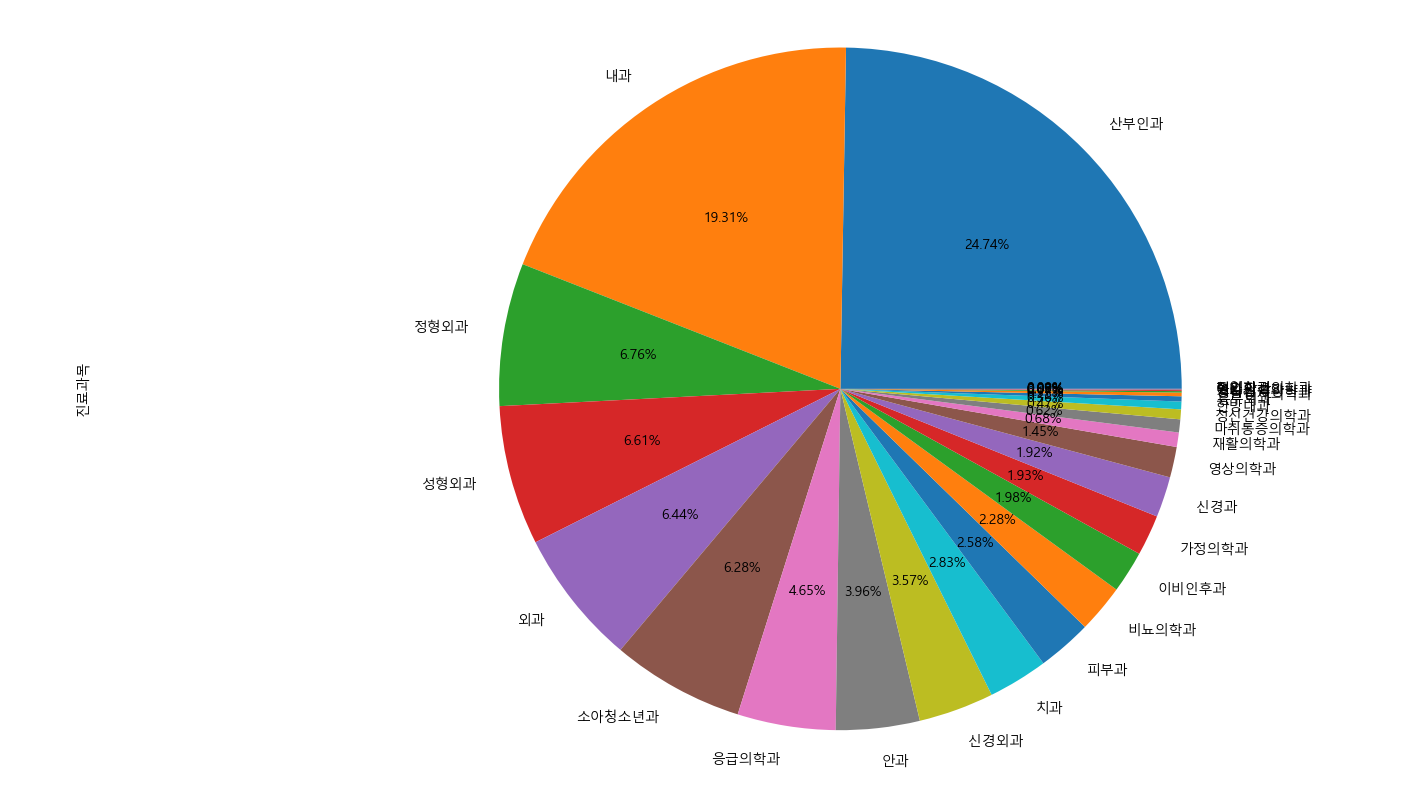 내과
산부인과
19.31%
24.74%
정형외과
6.76%
진료과목
정신건강의학과
마취통증의학과
0.62%
0.68%
재활의학과
1.45%
성형외과
6.61%
영상의학과
1.92%
1.93%
신경과
1.98%
6.44%
2.28%
가정의학과
2.58%
6.28%
2.83%
3.57%
이비인후과
4.65%
3.96%
외과
비뇨의학과
피부과
소아청소년과
치과
신경외과
응급의학과
안과